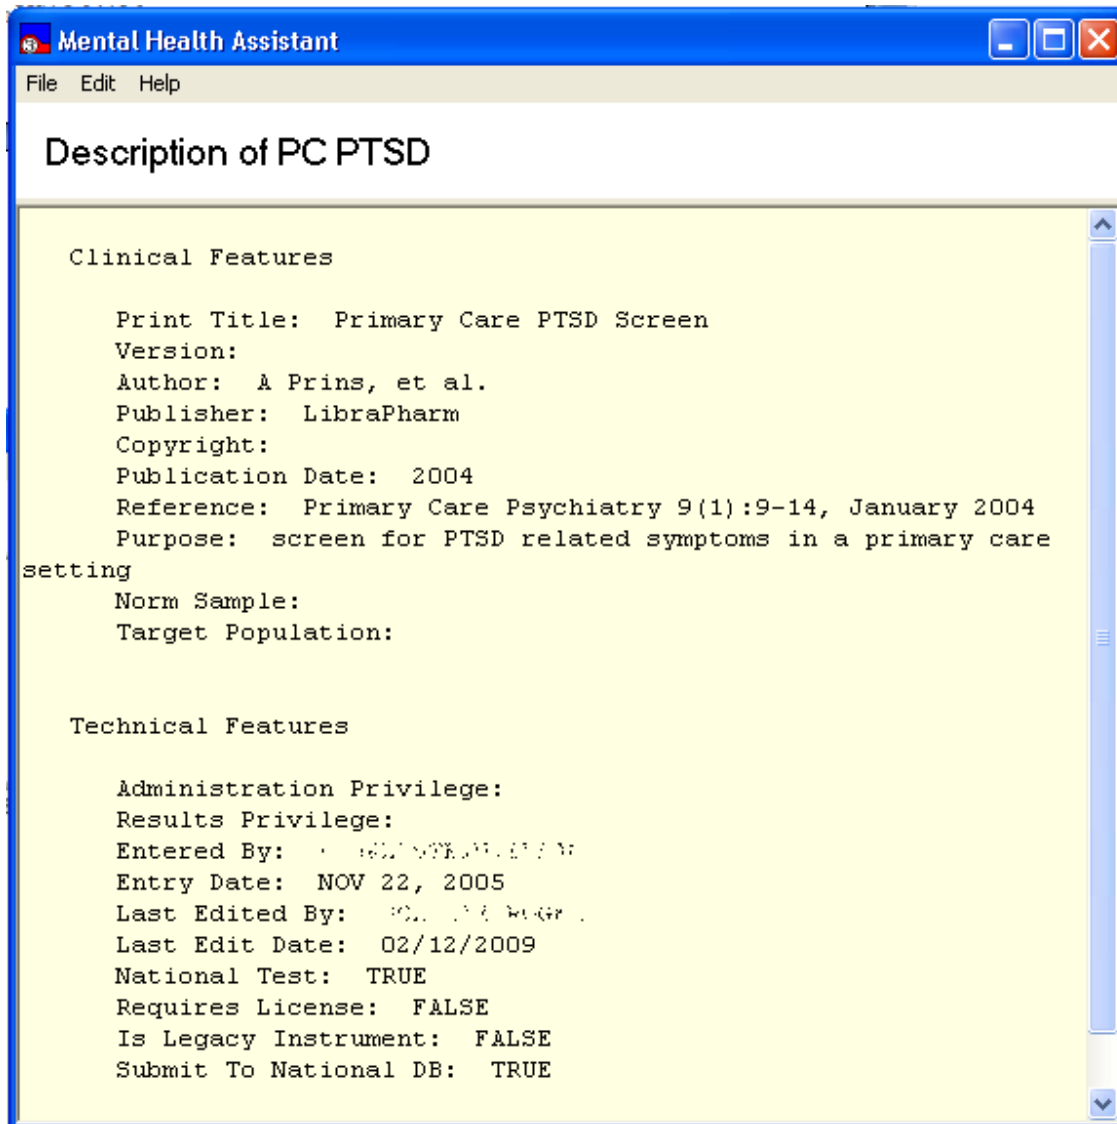 Mental Health Assistant
File Edit Help
Description of PC PTSD
Clinical Features
Print Title: Primary Care PTSD Screen
Version:
Author: A Prins, et al.
Publisher: LibraPharm
Copyright:
Publication Date: 2004
Reference: Primary Care Psychiatry 9(1):9-14, January 2004
Purpose: screen for PTSD related symptoms in a primary care
setting
Norm Sample:
Target Population:
Technical Features
Administration Privilege:
Results Privilege:
Entered By:
Entry Date: NOV 22, 2005
Last Edited By:
Last Edit Date: 02/12/2009
National Test: TRUE
Requires License: FALSE
Is Legacy Instrument: FALSE
Submit To National DB: TRUE